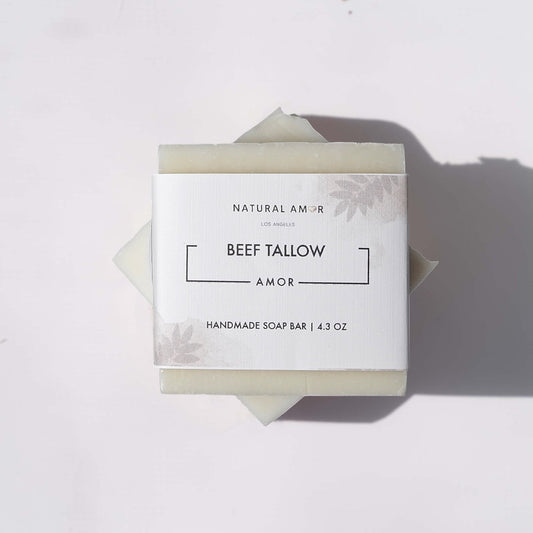 NATURAL AMOR
LOS ANGELES
BEEF TALLOW
AMOR
HANDMADE SOAP BAR | 4.3 OZ